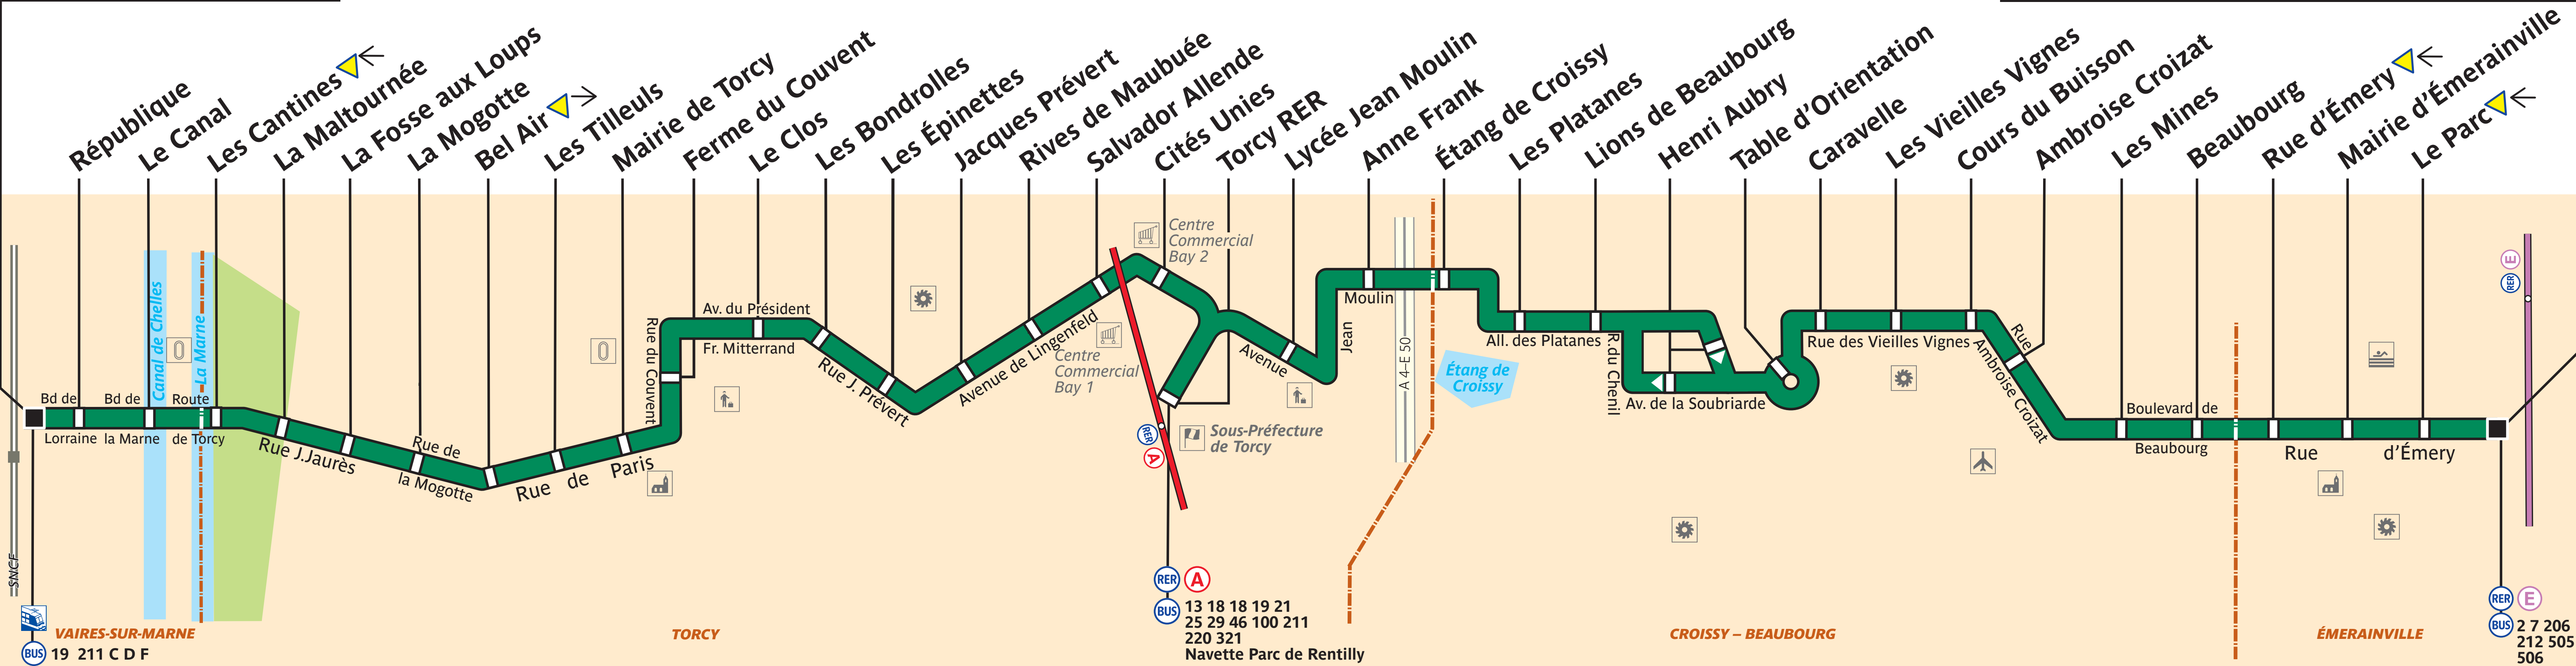 République
Le Canal
Les Cantines
La Maltournée
La Fosse aux Loups
La Mogotte
Bel Air
Les Tilleuls
Mairie de Torcy
Ferme du Couvent
Le Clos
Les Bondrolles
Les Épinettes
Jacques Prévert
Rives de Maubuée
Salvador Allende
Cités Unies
Torcy RER
Lycée Jean Moulin
Anne Frank
Étang de Croissy
Les Platanes
Lions de Beaubourg
Henri Aubry
Table d'Orientation
Caravelle
Les Vieilles Vignes
Cours du Buisson
Ambroise Croizat
Les Mines
Beaubourg
Rue d'Émery
Mairie d'Émerainville
Le Parc
SNCF
Bd de
Lorraine
Bd de
la Marne
Canal de Chelles
La Marne
Route
de Torcy
Rue J.Jaurès
Rue de
la Mogotte
Rue de Paris
Rue du Couvent
Av. du Président
Fr. Mitterrand
Rue J. Prévert
Avenue de Lingenfeld
Centre
Commercial
Bay 1
Centre
Commercial
Bay 2
RER
A
Sous-Préfecture
de Torcy
Avenue
Jean
Moulin
A 4–E 50
Étang de
Croissy
All. des Platanes
R.du Chenil
Av. de la Soubriarde
Rue des Vieilles Vignes
Rue
Ambroise Croizat
Boulevard de
Beaubourg
Rue d'Émery
E
RER
VAIRES-SUR-MARNE
BUS 19 211 C D F
TORCY
RER A
BUS 13 18 18 19 21
25 29 46 100 211
220 321
Navette Parc de Rentilly
CROISSY – BEAUBOURG
ÉMERAINVILLE
RER E
BUS 2 7 206
212 505
506